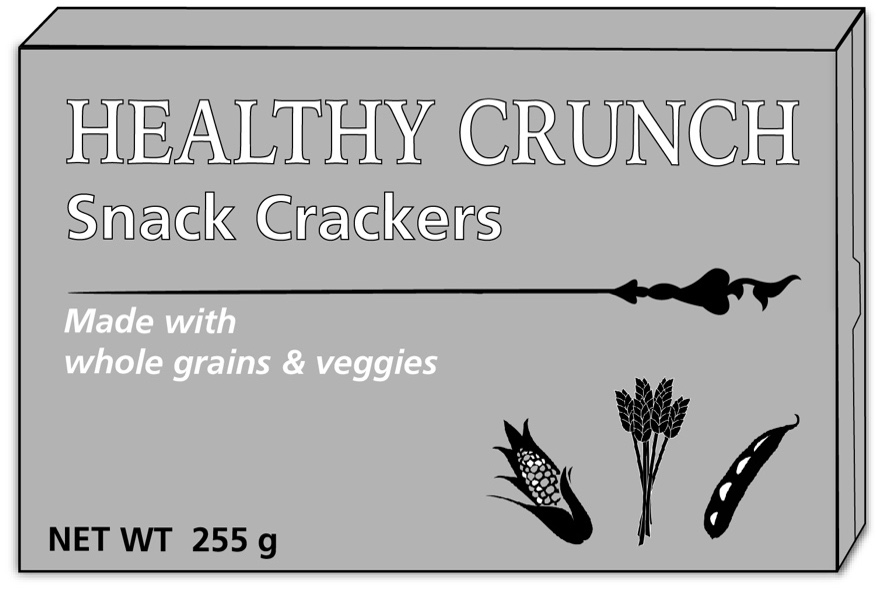 HEALTHY CRUNCH
Snack Crackers
Made with
whole grains & veggies
NET WT 255 g